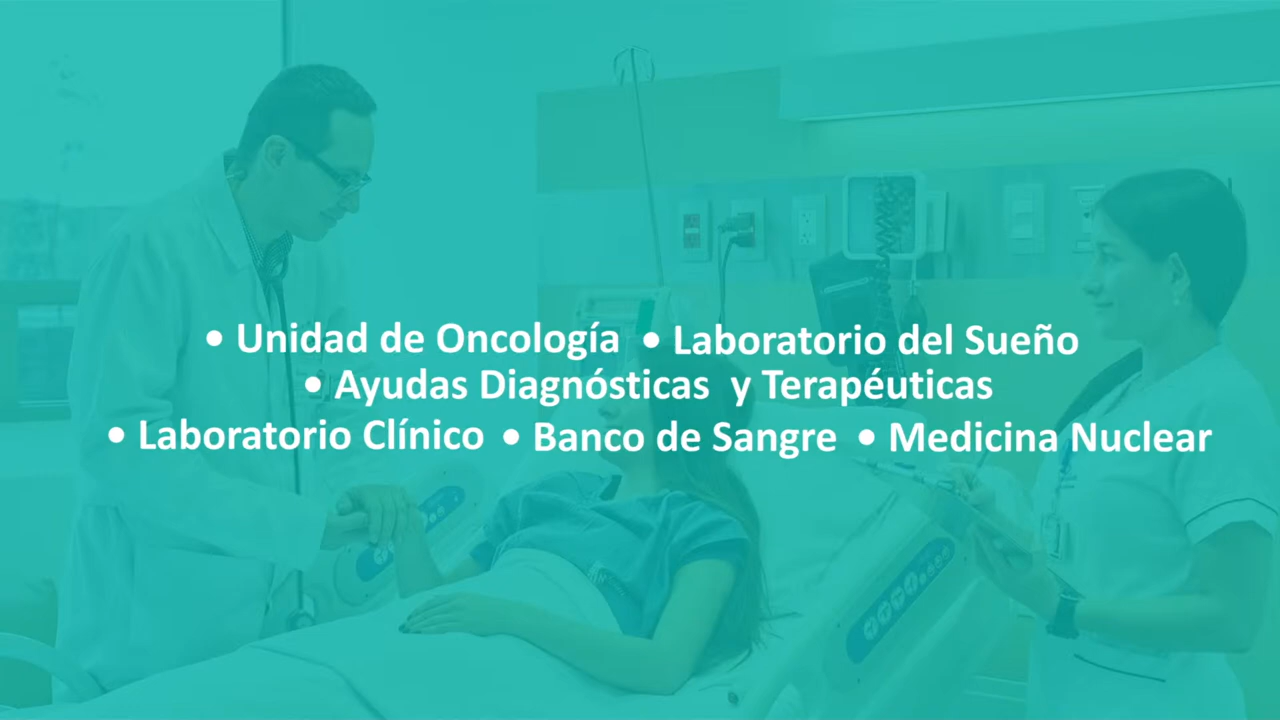 • Unidad de Oncología • Laboratorio del Sueño
• Ayudas Diagnósticas y Terapéuticas
• Laboratorio Clínico • Banco de Sangre • Medicina Nuclear